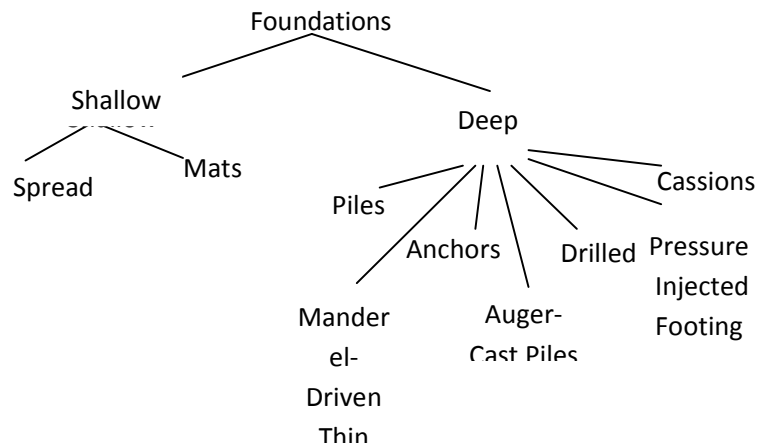 Foundations
Shallow
Deep
Spread
Mats
Piles
Cassions
Anchors
Drilled
Pressure
Injected
Footing
Mander
el-
Driven
Thin
Auger-
Cast Piles